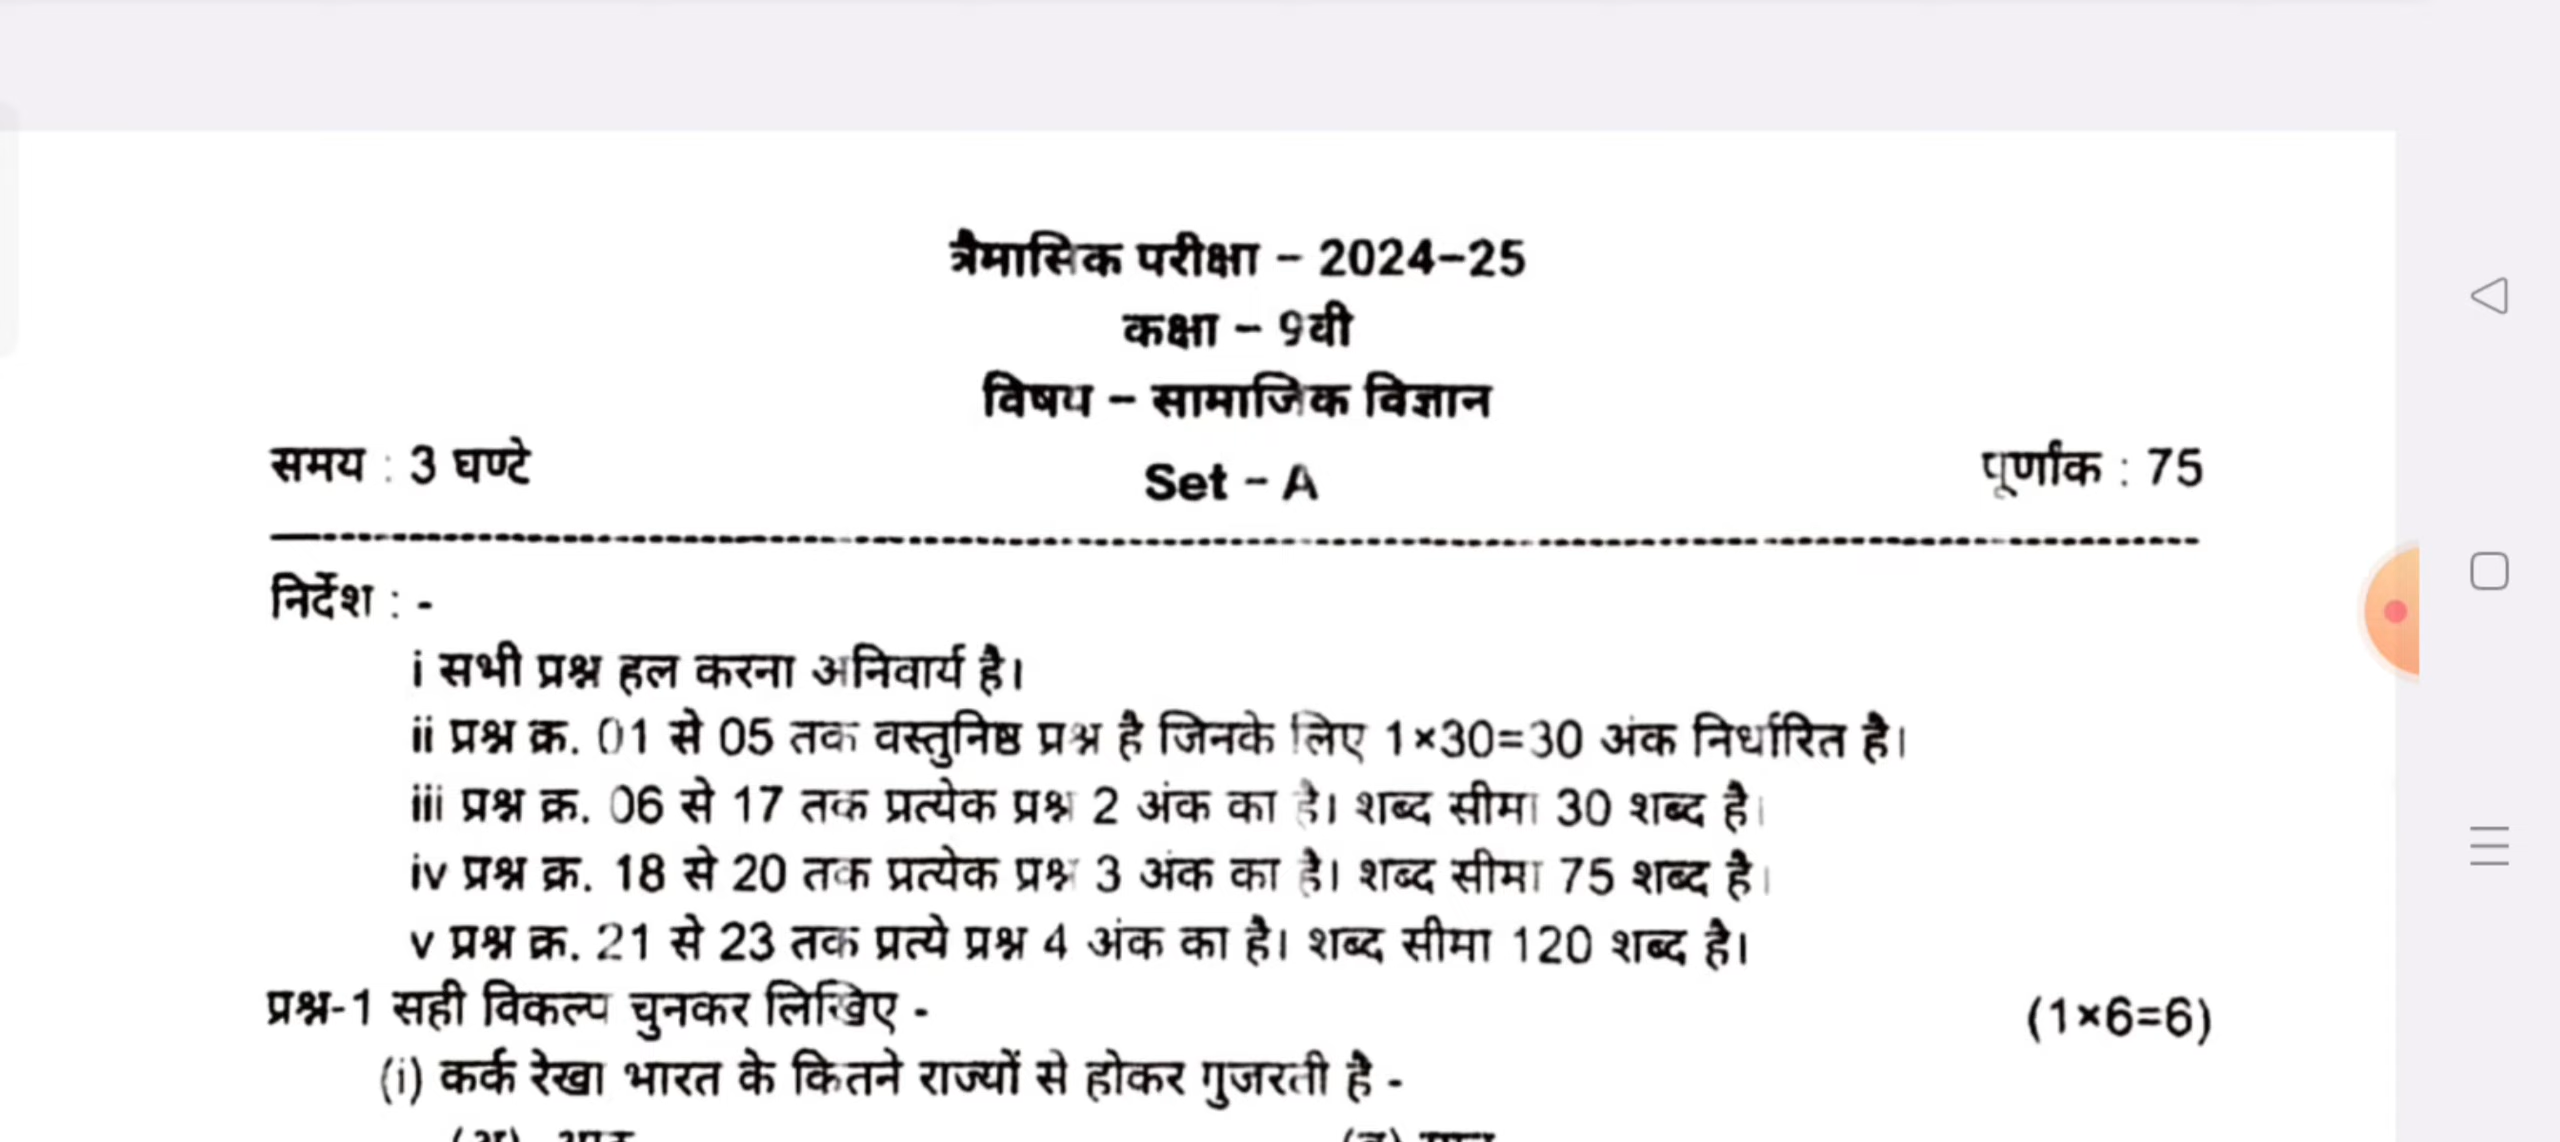 त्रैमासिक परीक्षा – 2024–25
कक्षा – 9वी
विषय – सामाजिक विज्ञान
समय : 3 घण्टे Set – A पूर्णांक : 75
निर्देश : -
i सभी प्रश्न हल करना अनिवार्य है।
ii प्रश्न क्र. 01 से 05 तक वस्तुनिष्ठ प्रश्न है जिनके लिए 1×30=30 अंक निर्धारित है।
iii प्रश्न क्र. 06 से 17 तक प्रत्येक प्रश्न 2 अंक का है। शब्द सीमा 30 शब्द है।
iv प्रश्न क्र. 18 से 20 तक प्रत्येक प्रश्न 3 अंक का है। शब्द सीमा 75 शब्द है।
v प्रश्न क्र. 21 से 23 तक प्रत्ये प्रश्न 4 अंक का है। शब्द सीमा 120 शब्द है।
प्रश्न-1 सही विकल्प चुनकर लिखिए - (1×6=6)
(i) कर्क रेखा भारत के कितने राज्यों से होकर गुजरती है -